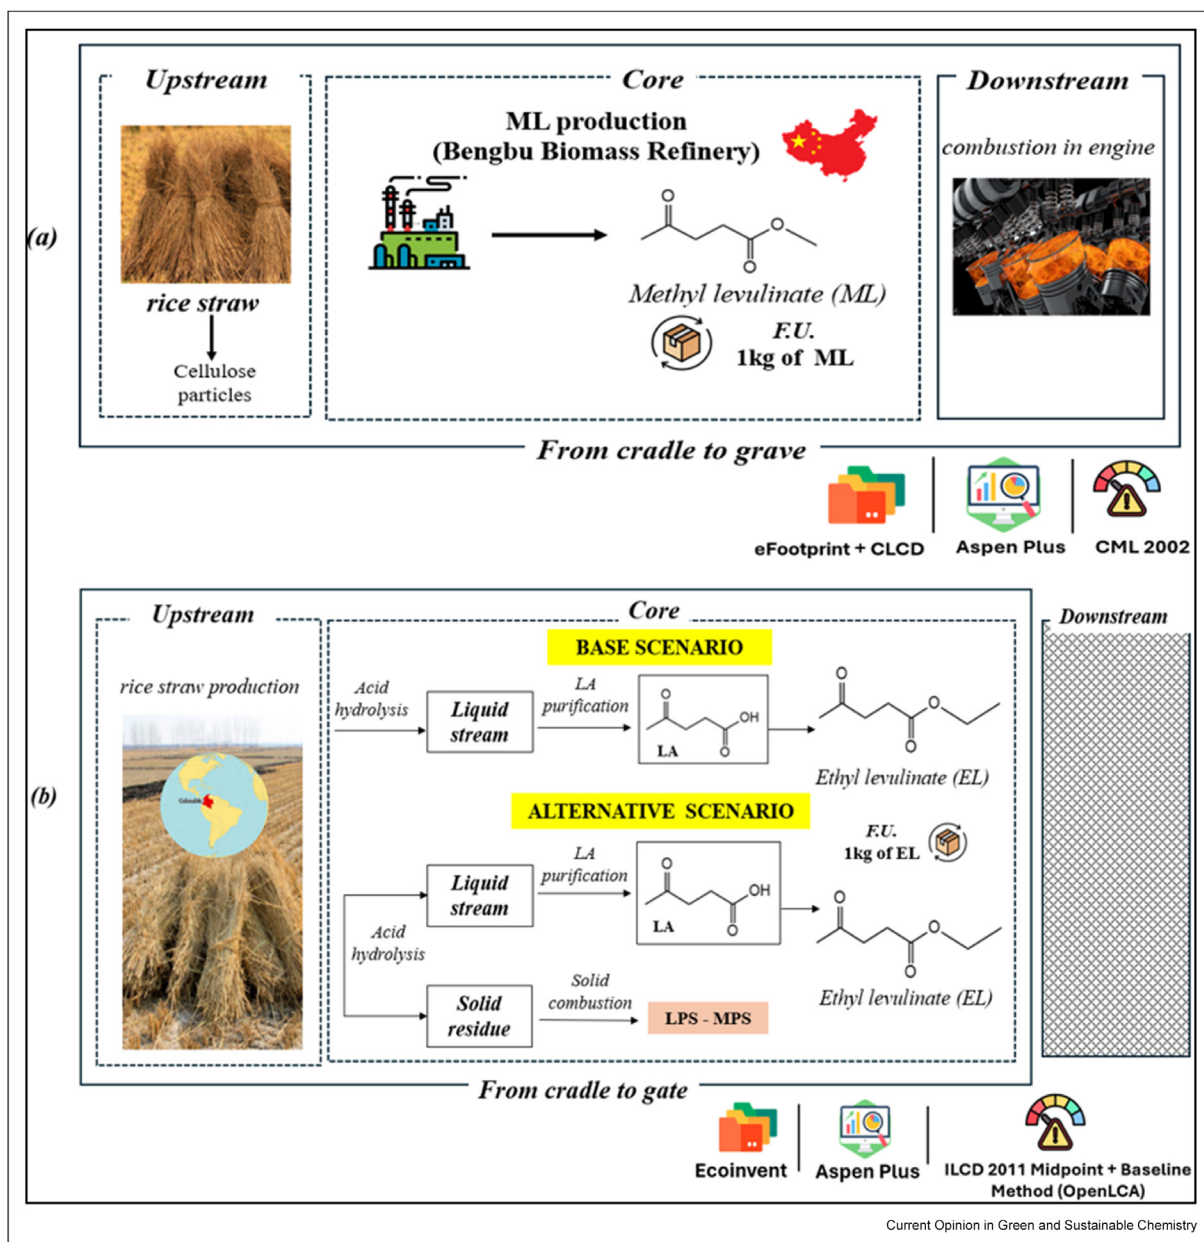 (a)
Upstream
rice straw
Cellulose
particles
Core
ML production
(Bengbu Biomass Refinery)
O
O
O
Methyl levulinate (ML)
F.U.
1kg of ML
Downstream
combustion in engine
From cradle to grave
eFootprint + CLCD
Aspen Plus
CML 2002
(b)
Upstream
rice straw production
Colombia
Core
BASE SCENARIO
Acid
hydrolysis
Liquid
stream
LA
purification
O
OH
O
LA
O
O
O
Ethyl levulinate (EL)
ALTERNATIVE SCENARIO
F.U.
1kg of EL
Acid
hydrolysis
Liquid
stream
LA
purification
O
OH
O
LA
O
O
O
Ethyl levulinate (EL)
Solid
residue
Solid
combustion
LPS - MPS
Downstream
From cradle to gate
Ecoinvent
Aspen Plus
ILCD 2011 Midpoint + Baseline
Method (OpenLCA)
Current Opinion in Green and Sustainable Chemistry